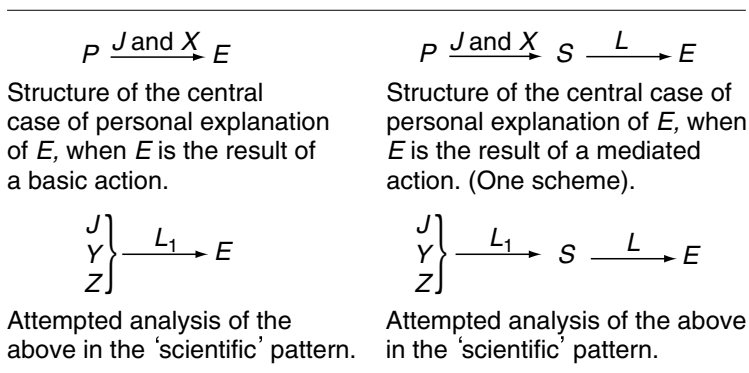 P J and X E
Structure of the central
case of personal explanation
of E, when E is the result of
a basic action.
P J and X S L E
Structure of the central case of
personal explanation of E, when
E is the result of a mediated
action. (One scheme).
J
Y
Z
L1 E
Attempted analysis of the
above in the ‘scientific’ pattern.
J
Y
Z
L1 S L E
Attempted analysis of the above
in the ‘scientific’ pattern.